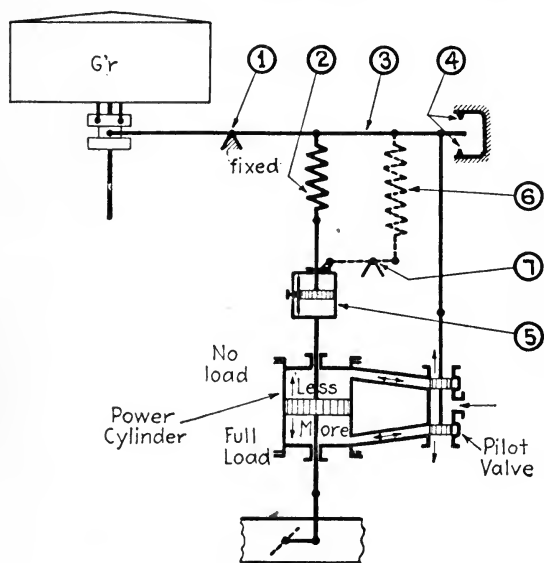 G'r
1
2
3
4
fixed
6
7
5
No
load
Less
Power
Cylinder
More
Full
Load
Pilot
Valve